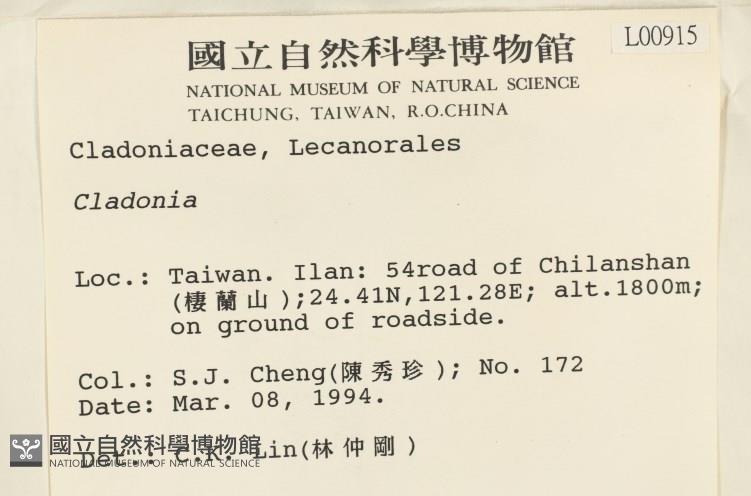 國立自然科學博物館
L00915
NATIONAL MUSEUM OF NATURAL SCIENCE
TAICHUNG, TAIWAN, R.O.CHINA
Cladoniaceae, Lecanorales
Cladonia
Loc.: Taiwan. Ilan: 54road of Chilanshan
(棲蘭山);24.41N,121.28E; alt.1800m;
on ground of roadside.
Col.: S.J. Cheng(陳秀珍); No. 172
Date: Mar. 08, 1994.
Det.: C.K. Lin(林仲剛)
國立自然科學博物館
NATIONAL MUSEUM OF NATURAL SCIENCE